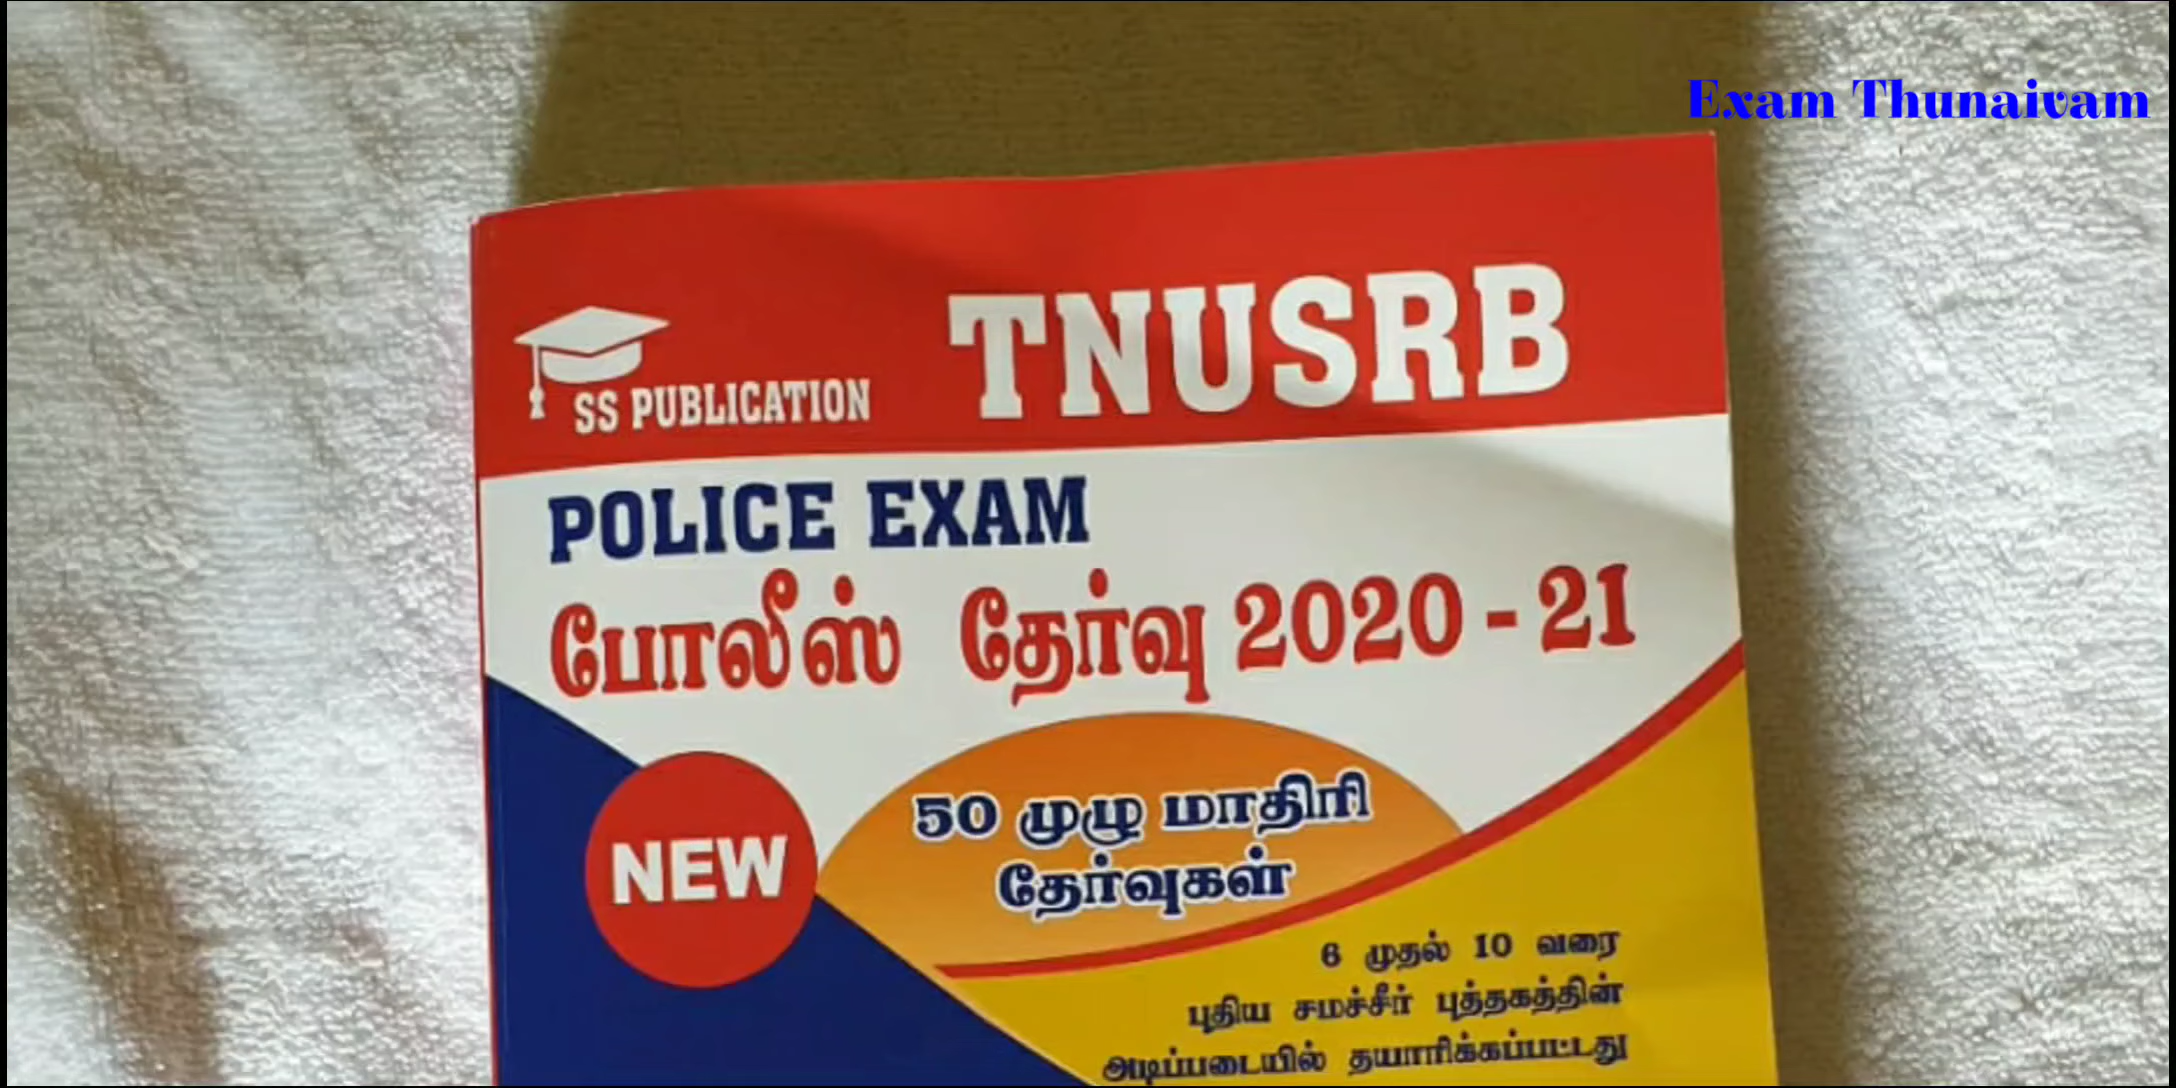 Exam Thunaivam
TNUSRB
SS PUBLICATION
POLICE EXAM
போலீஸ் தேர்வு 2020 - 21
NEW
50 முழு மாதிரி
தேர்வுகள்
6 முதல் 10 வரை
புதிய சமச்சீர் புத்தகத்தின்
அடிப்படையில் தயாரிக்கப்பட்டது